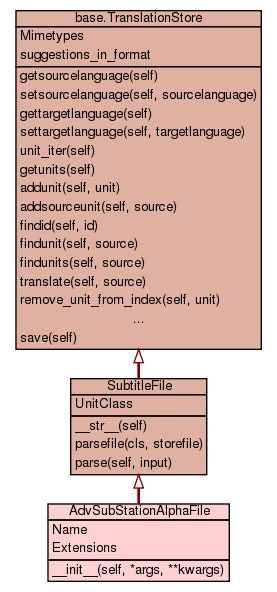 base.TranslationStore
Mimetypes
suggestions_in_format
getsourcelanguage(self)
setsourcelanguage(self, sourcelanguage)
gettargetlanguage(self)
settargetlanguage(self, targetlanguage)
unit_iter(self)
getunits(self)
addunit(self, unit)
addsourceunit(self, source)
findid(self, id)
findunit(self, source)
findunits(self, source)
translate(self, source)
remove_unit_from_index(self, unit)
...
save(self)
SubtitleFile
UnitClass
__str__(self)
parsefile(cls, storefile)
parse(self, input)
AdvSubStationAlphaFile
Name
Extensions
__init__(self, *args, **kwargs)